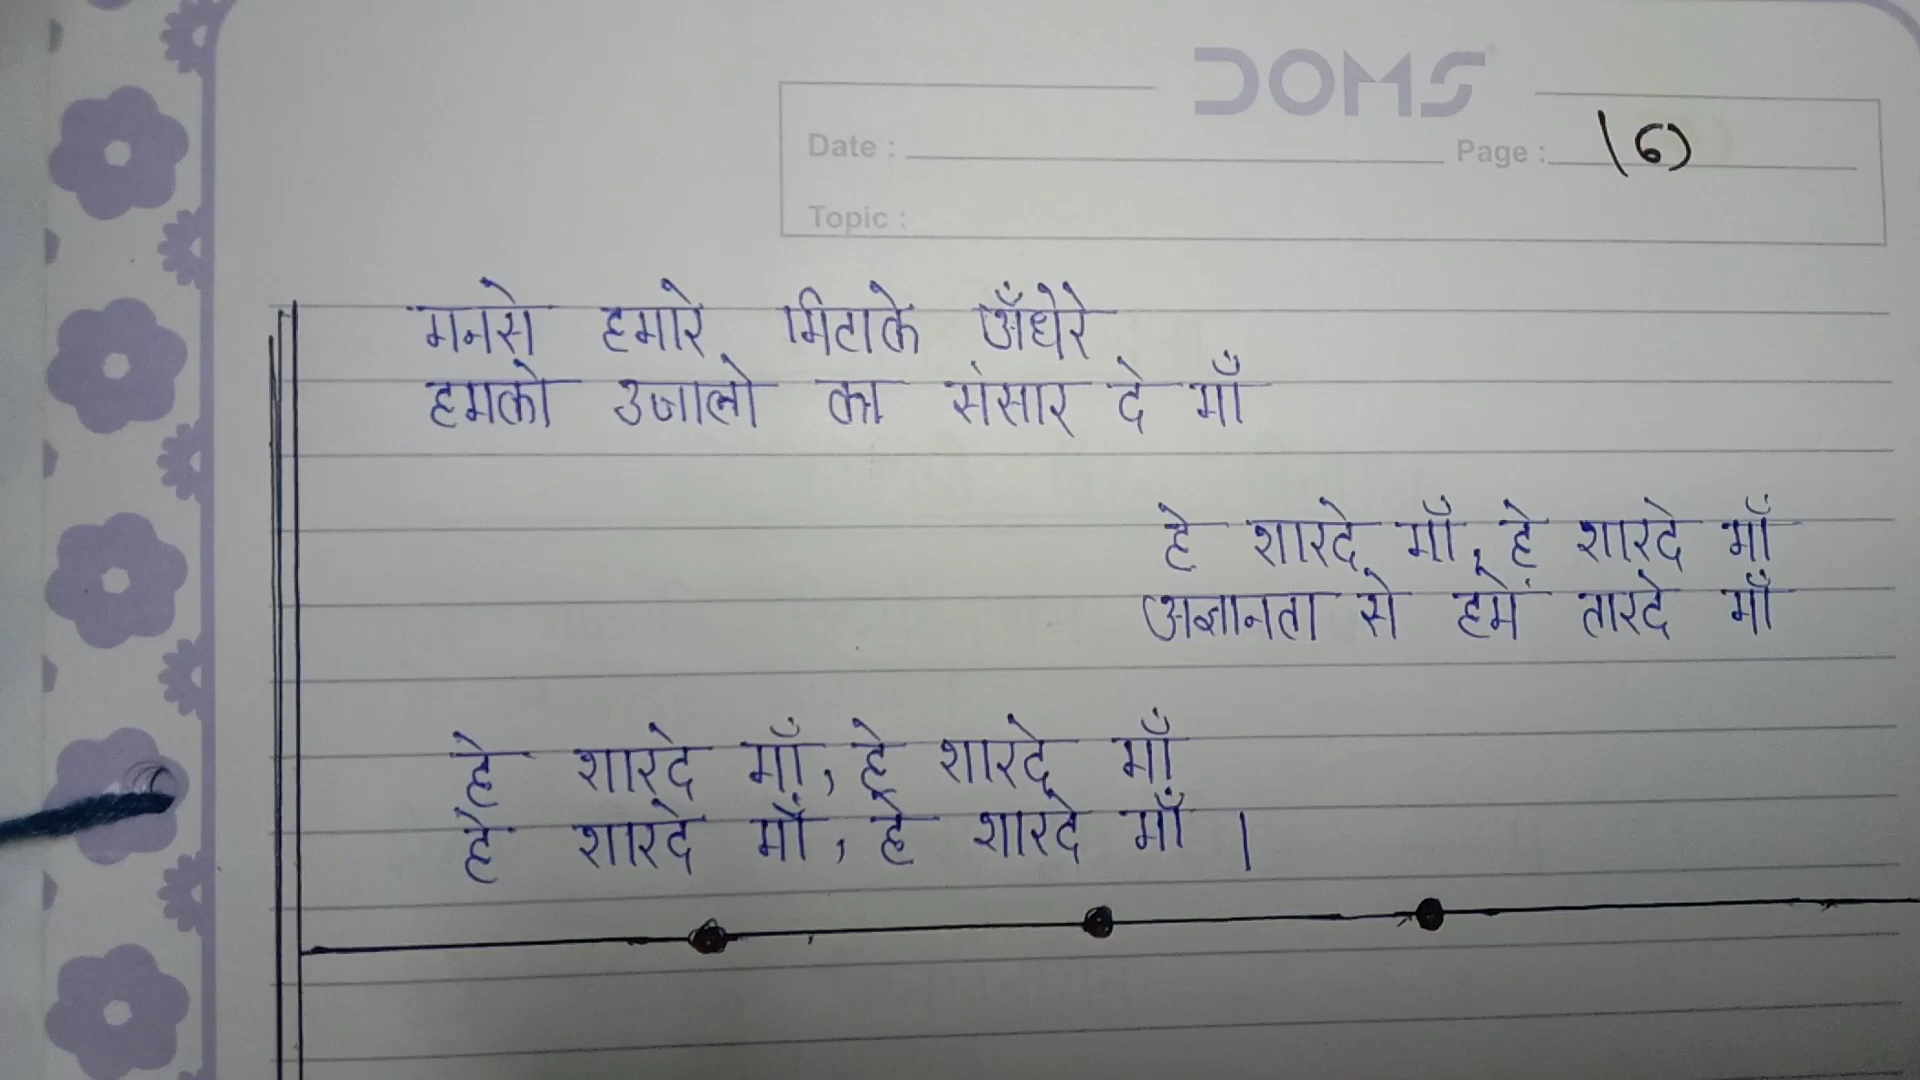 DOMS
Date : Page : (6)
Topic :
मनसे हमारे मिटाके अँधेरे
हमको उजालो का संसार दे माँ
हे शारदे माँ, हे शारदे माँ
अज्ञानता से हमें तारदे माँ
हे शारदे माँ, हे शारदे माँ
हे शारदे माँ, हे शारदे माँ ।